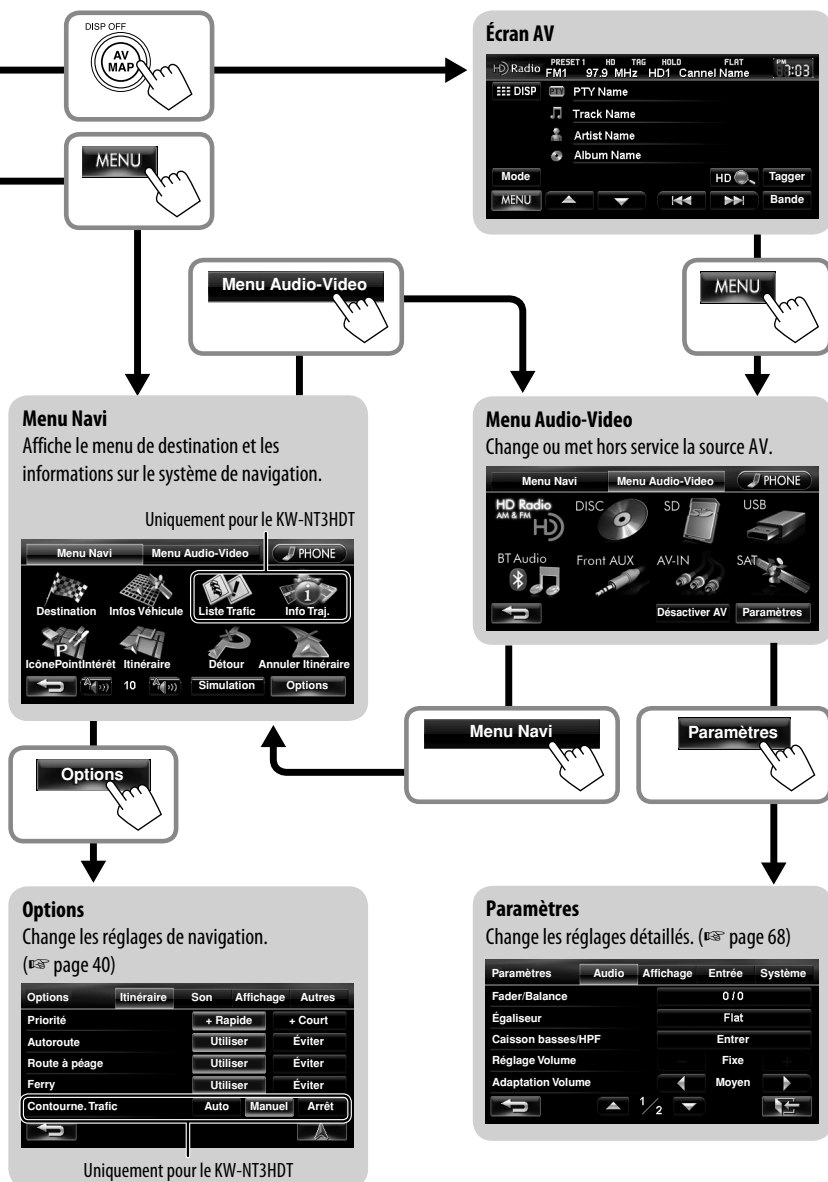 DISP OFF
AV
MAP
MENU
Écran AV
HD Radio PRESET 1 HD TAG HOLD FLAT PM
FM1 97.9 MHz HD1 Cannel Name 7:03
DISP PTY PTY Name
Track Name
Artist Name
Album Name
Mode HD Tagger
MENU Bande
Menu Audio-Video
MENU
Menu Navi
Affiche le menu de destination et les
informations sur le système de navigation.
Uniquement pour le KW-NT3HDT
Menu Navi Menu Audio-Video PHONE
Destination Infos Véhicule Liste Trafic Info Traj.
IcônePointIntérêt Itinéraire Détour Annuler Itinéraire
10 Simulation Options
Menu Audio-Video
Change ou met hors service la source AV.
Menu Navi Menu Audio-Video PHONE
HD Radio DISC SD USB
AM & FM
HD
BT Audio Front AUX AV-IN SAT
Désactiver AV Paramètres
Menu Navi
Paramètres
Options
Options
Change les réglages de navigation.
(☞ page 40)
Options Itinéraire Son Affichage Autres
Priorité + Rapide + Court
Autoroute Utiliser Éviter
Route à péage Utiliser Éviter
Ferry Utiliser Éviter
Contourne. Trafic Auto Manuel Arrêt
Uniquement pour le KW-NT3HDT
Paramètres
Change les réglages détaillés. (☞ page 68)
Paramètres Audio Affichage Entrée Système
Fader/Balance 0 / 0
Égaliseur Flat
Caisson basses/HPF Entrer
Réglage Volume – Fixe +
Adaptation Volume Moyen
1/2